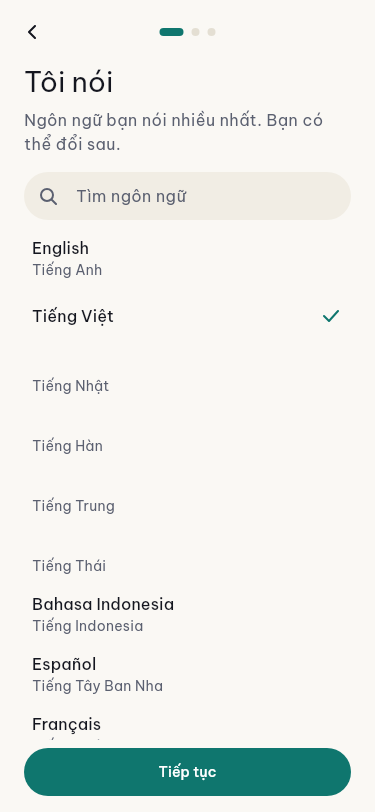 Tôi nói
Ngôn ngữ bạn nói nhiều nhất. Bạn có
thể đổi sau.
Tìm ngôn ngữ
English
Tiếng Anh
Tiếng Việt
Tiếng Nhật
Tiếng Hàn
Tiếng Trung
Tiếng Thái
Bahasa Indonesia
Tiếng Indonesia
Español
Tiếng Tây Ban Nha
Français
Tiếp tục